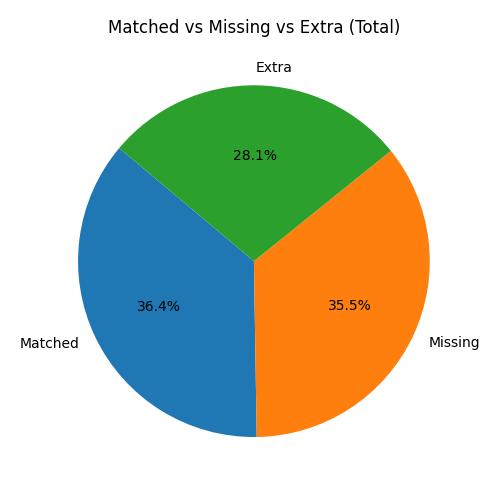 Matched vs Missing vs Extra (Total)
Extra
28.1%
36.4%
35.5%
Matched
Missing